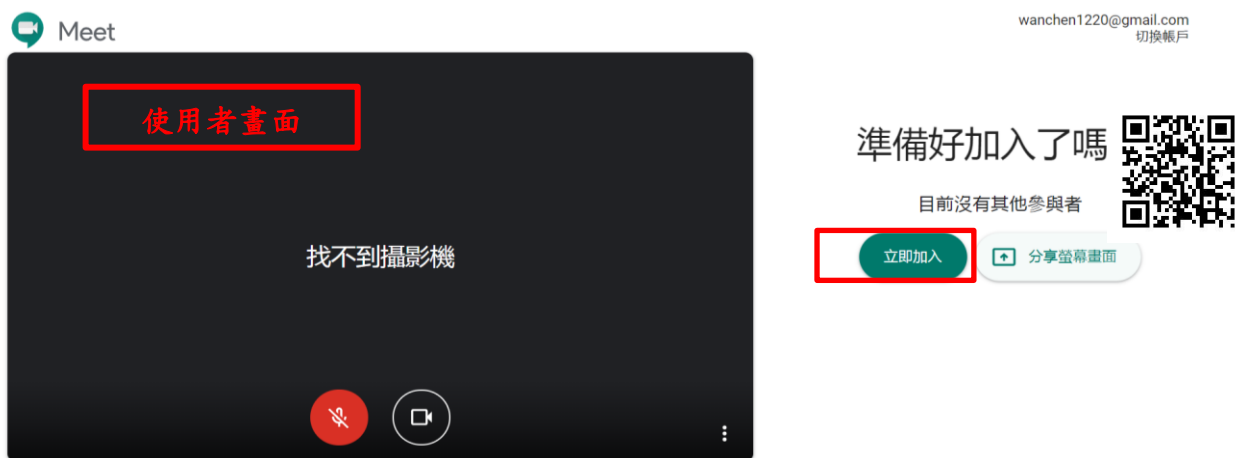 Meet
wanchen1220@gmail.com
切換帳戶
使用者畫面
找不到攝影機
準備好加入了嗎
目前沒有其他參與者
立即加入
分享螢幕畫面